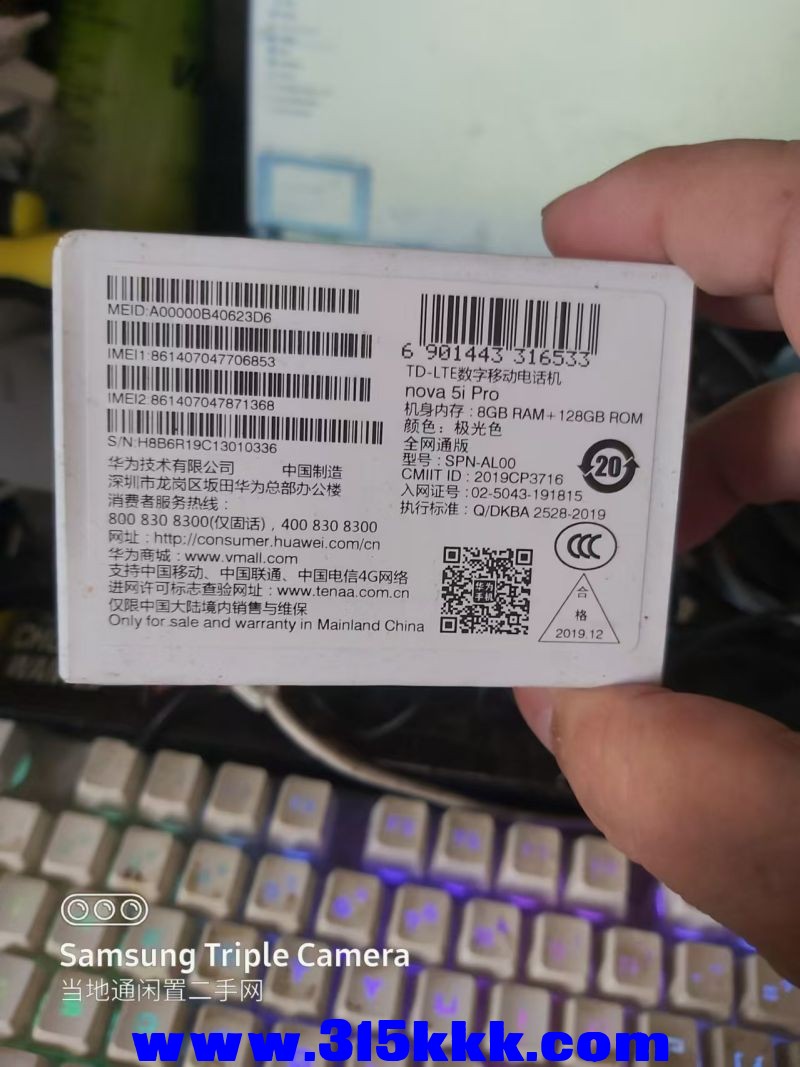 MEID:A00000B40623D6
IMEI1:861407047706853
IMEI2:861407047871368
S/N:H8B6R19C13010336
华为技术有限公司 中国制造
深圳市龙岗区坂田华为总部办公楼
消费者服务热线：
800 830 8300(仅固话)，400 830 8300
网址：http://consumer.huawei.com/cn
华为商城：www.vmall.com
支持中国移动、中国联通、中国电信4G网络
进网许可标志查验网址：www.tenaa.com.cn
仅限中国大陆境内销售与维保
Only for sale and warranty in Mainland China
6 901443 316533
TD-LTE数字移动电话机
nova 5i Pro
机身内存：8GB RAM+128GB ROM
颜色：极光色
全网通版
型号：SPN-AL00
CMIIT ID：2019CP3716
入网证号：02-5043-191815
执行标准：Q/DKBA 2528-2019
20
CCC
华为
手机
合
格
2019.12
Samsung Triple Camera
当地通闲置二手网
www.315kkk.com